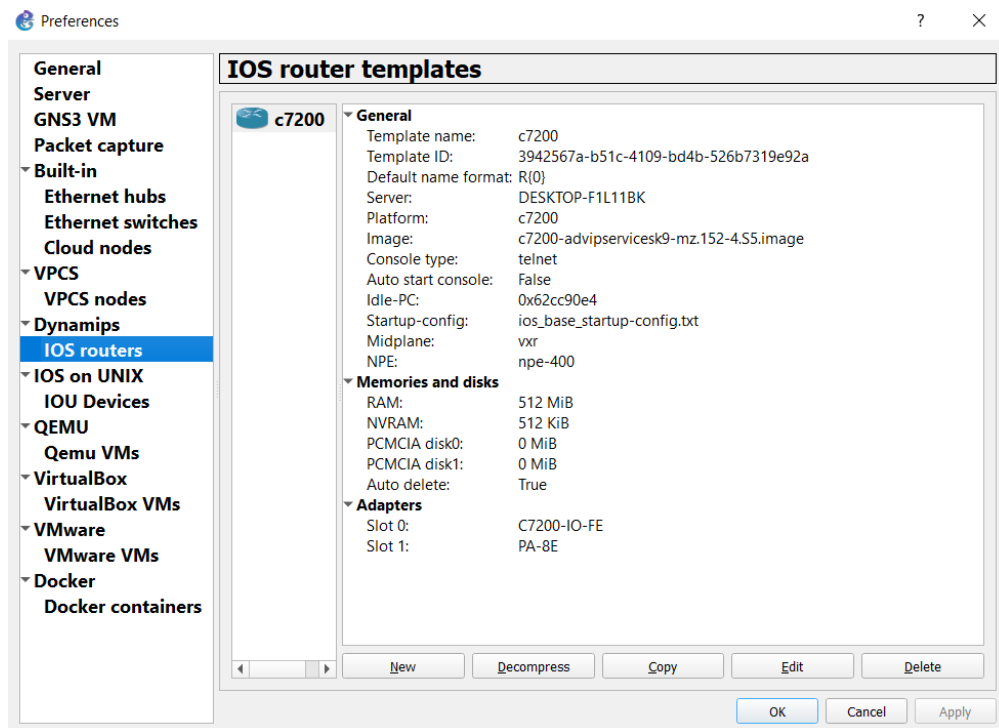 Preferences
?
General
Server
GNS3 VM
Packet capture
Built-in
Ethernet hubs
Ethernet switches
Cloud nodes
VPCS
VPCS nodes
Dynamips
IOS routers
IOS on UNIX
IOU Devices
QEMU
Qemu VMs
VirtualBox
VirtualBox VMs
VMware
VMware VMs
Docker
Docker containers
IOS router templates
c7200
General
Template name: c7200
Template ID: 3942567a-b51c-4109-bd4b-526b7319e92a
Default name format: R{0}
Server: DESKTOP-F1L11BK
Platform: c7200
Image: c7200-advipservicesk9-mz.152-4.S5.image
Console type: telnet
Auto start console: False
Idle-PC: 0x62cc90e4
Startup-config: ios_base_startup-config.txt
Midplane: vxr
NPE: npe-400
Memories and disks
RAM: 512 MiB
NVRAM: 512 KiB
PCMCIA disk0: 0 MiB
PCMCIA disk1: 0 MiB
Auto delete: True
Adapters
Slot 0: C7200-IO-FE
Slot 1: PA-8E
New Decompress Copy Edit Delete
OK Cancel Apply